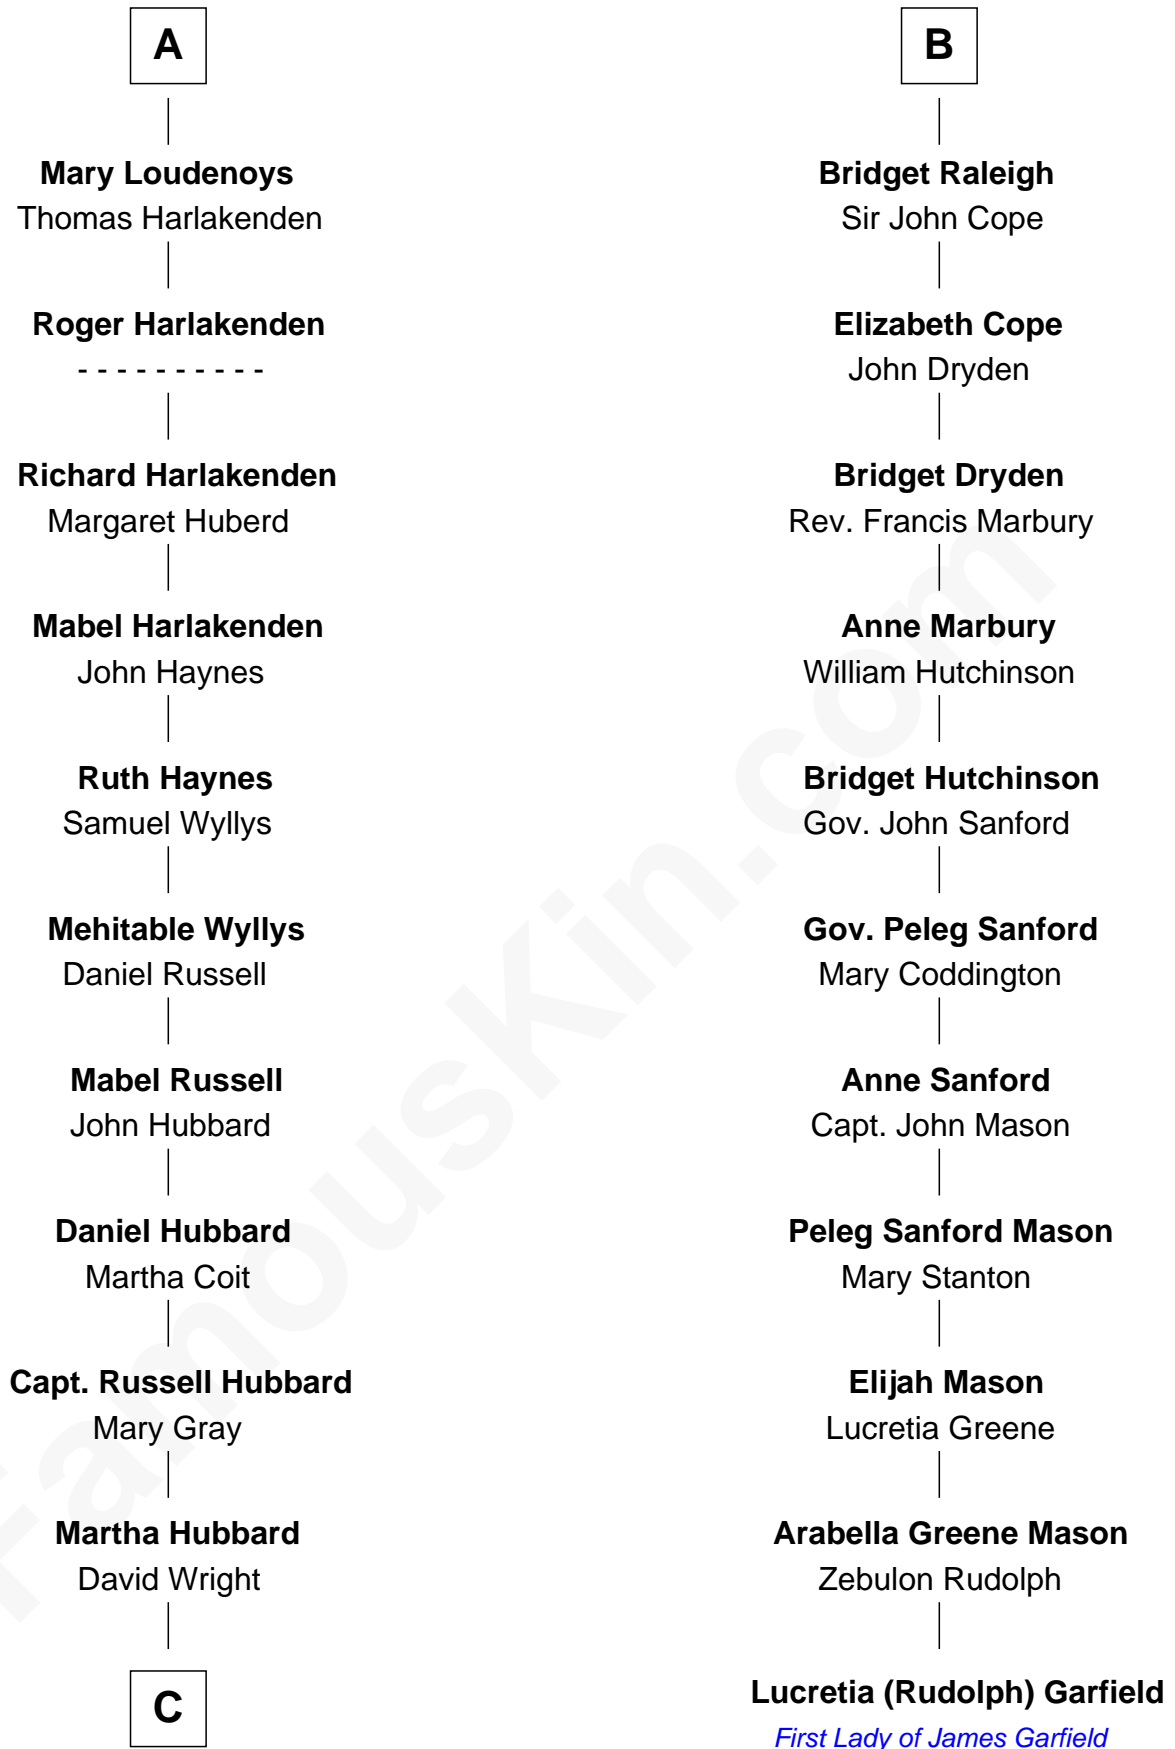 A
Mary Loudenoys
Thomas Harlakenden
Roger Harlakenden
- - - - - - - - - -
Richard Harlakenden
Margaret Huberd
Mabel Harlakenden
John Haynes
Ruth Haynes
Samuel Wyllys
Mehitable Wyllys
Daniel Russell
Mabel Russell
John Hubbard
Daniel Hubbard
Martha Coit
Capt. Russell Hubbard
Mary Gray
Martha Hubbard
David Wright
C
B
Bridget Raleigh
Sir John Cope
Elizabeth Cope
John Dryden
Bridget Dryden
Rev. Francis Marbury
Anne Marbury
William Hutchinson
Bridget Hutchinson
Gov. John Sanford
Gov. Peleg Sanford
Mary Coddington
Anne Sanford
Capt. John Mason
Peleg Sanford Mason
Mary Stanton
Elijah Mason
Lucretia Greene
Arabella Greene Mason
Zebulon Rudolph
Lucretia (Rudolph) Garfield
First Lady of James Garfield
FamousKin.com